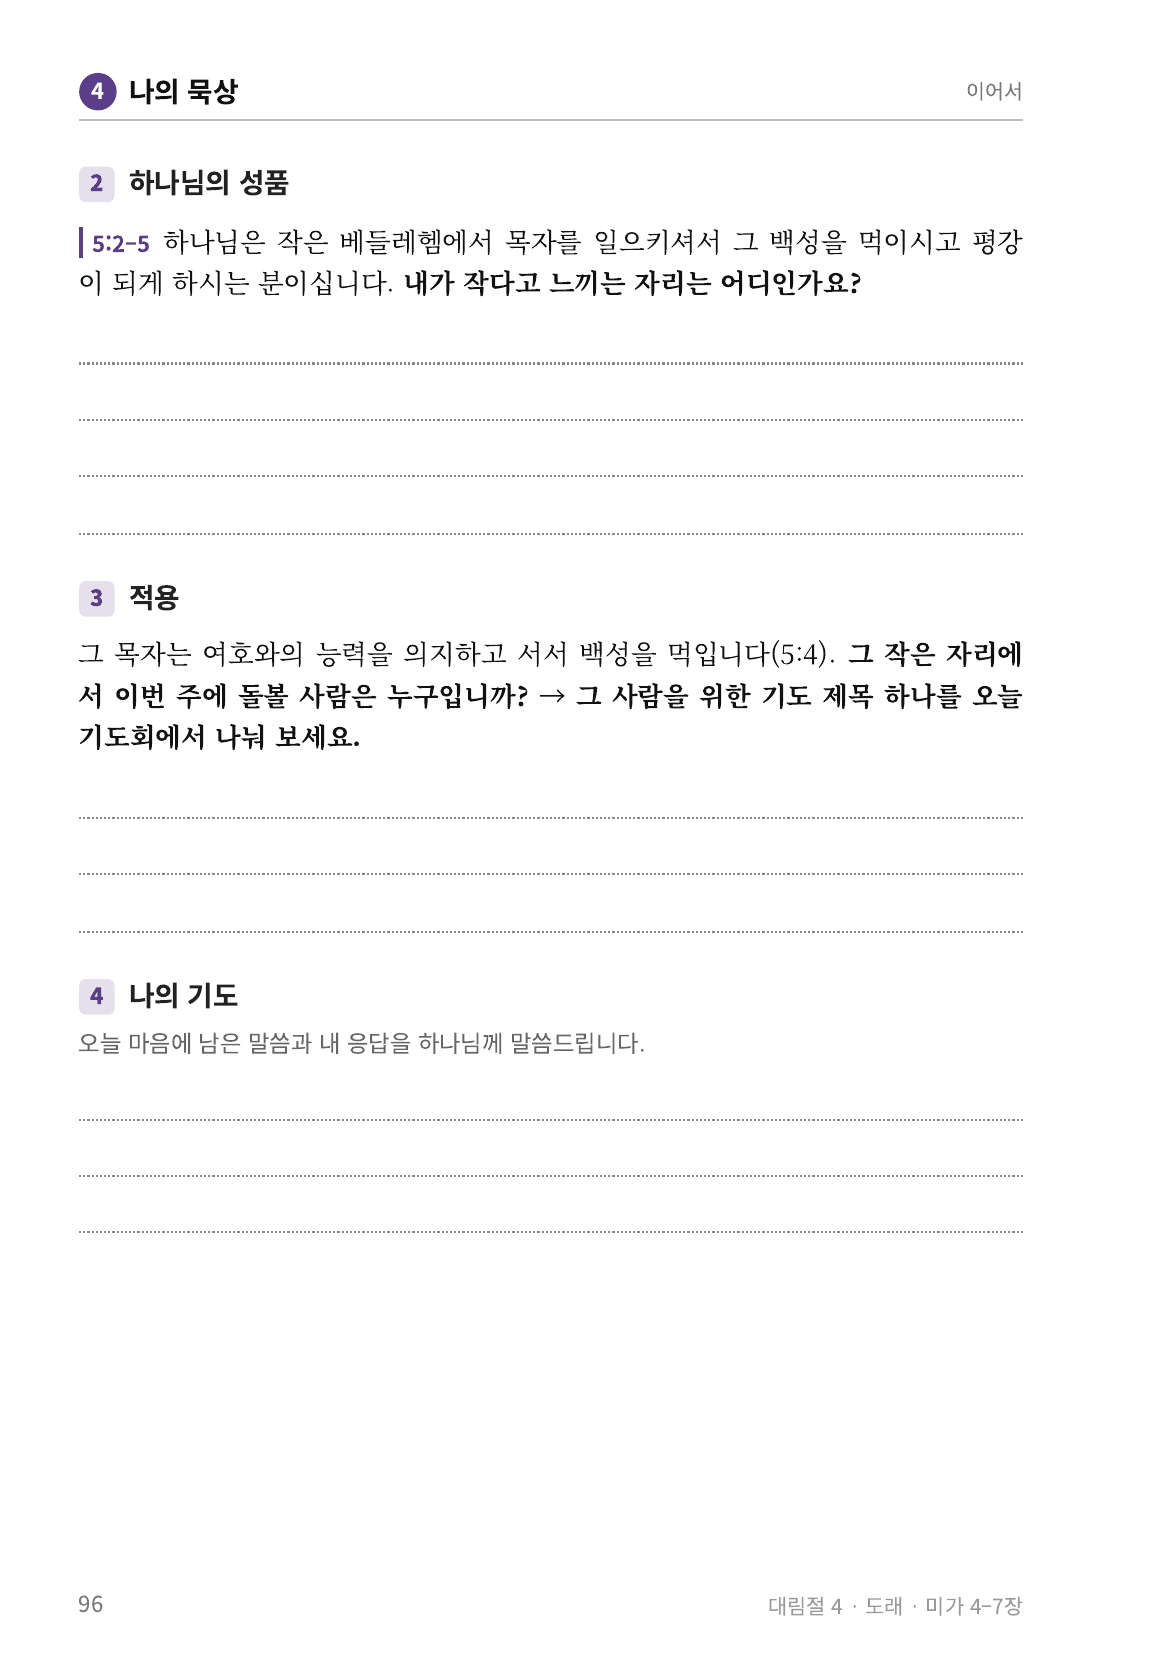 4 나의 묵상 이어서
2 하나님의 성품
5:2–5 하나님은 작은 베들레헴에서 목자를 일으키셔서 그 백성을 먹이시고 평강
이 되게 하시는 분이십니다. 내가 작다고 느끼는 자리는 어디인가요?
3 적용
그 목자는 여호와의 능력을 의지하고 서서 백성을 먹입니다(5:4). 그 작은 자리에
서 이번 주에 돌볼 사람은 누구입니까? → 그 사람을 위한 기도 제목 하나를 오늘
기도회에서 나눠 보세요.
4 나의 기도
오늘 마음에 남은 말씀과 내 응답을 하나님께 말씀드립니다.
96 대림절 4 · 도래 · 미가 4–7장